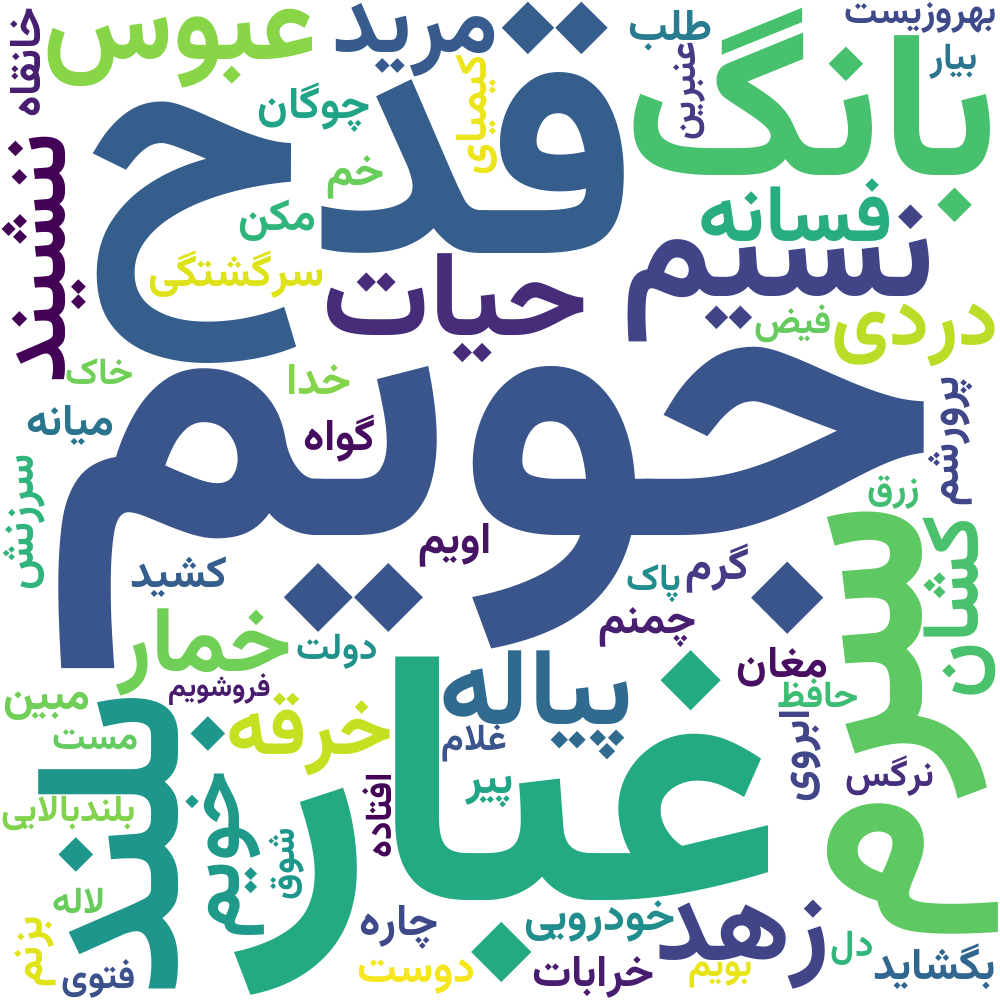 خانقاه
عبوس
مرید
طلب
بهروزیست
بیار
عنبرین
کیمیای
چوگان
قدح
بانگ
خم
مکن
فسانه
ننشیند
سرگشتگی
حیات
نسیم
فیض
دردی
خاک
خدا
جویم
میانه
گواه
پرورشم
سرزنش
زرق
اویم
کشان
کشید
گرم
پاک
سرم
خمار
دولت
چمنم
مغان
فروشویم
پیاله
حافظ
مبین
خرقه
غلام
ابروی
مست
بلند
نرگس
بلندبالایی
خویم
افتاده
پیر
غبار
شوق
لاله
چاره
خودرویی
زهد
دل
بزنم
فتوی
دوست
خرابات
بویم
بگشاید